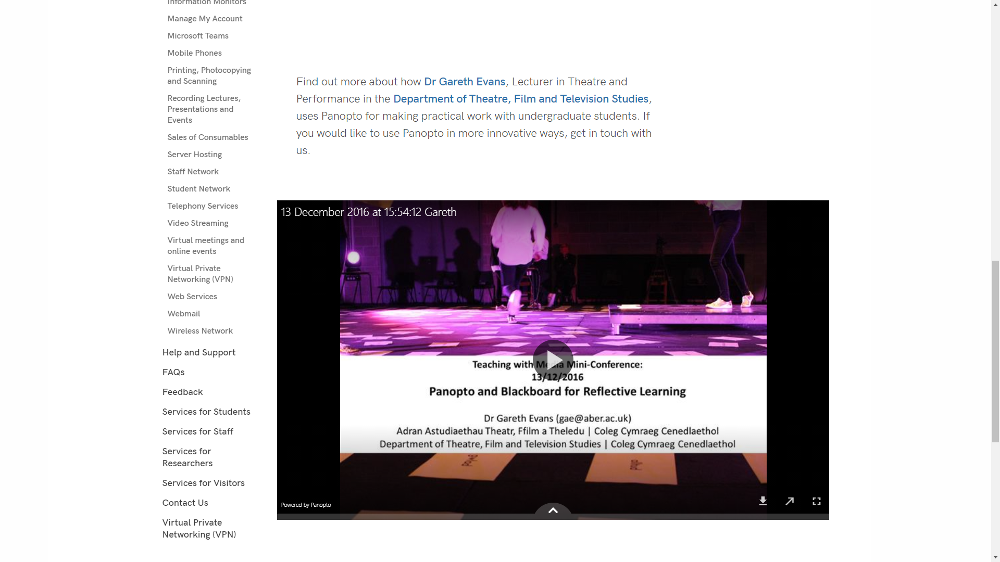 Information Monitors
Manage My Account
Microsoft Teams
Mobile Phones
Printing, Photocopying
and Scanning
Recording Lectures,
Presentations and
Events
Sales of Consumables
Server Hosting
Staff Network
Student Network
Telephony Services
Video Streaming
Virtual meetings and
online events
Virtual Private
Networking (VPN)
Web Services
Webmail
Wireless Network
Help and Support
FAQs
Feedback
Services for Students
Services for Staff
Services for
Researchers
Services for Visitors
Contact Us
Virtual Private
Networking (VPN)
Find out more about how Dr Gareth Evans, Lecturer in Theatre and
Performance in the Department of Theatre, Film and Television Studies,
uses Panopto for making practical work with undergraduate students. If
you would like to use Panopto in more innovative ways, get in touch with
us.
13 December 2016 at 15:54:12 Gareth
Teaching with Media Mini-Conference:
13/12/2016
Panopto and Blackboard for Reflective Learning
Dr Gareth Evans (gae@aber.ac.uk)
Adran Astudiaethau Theatr, Ffilm a Theledu | Coleg Cymraeg Cenedlaethol
Department of Theatre, Film and Television Studies | Coleg Cymraeg Cenedlaethol
Powered by Panopto